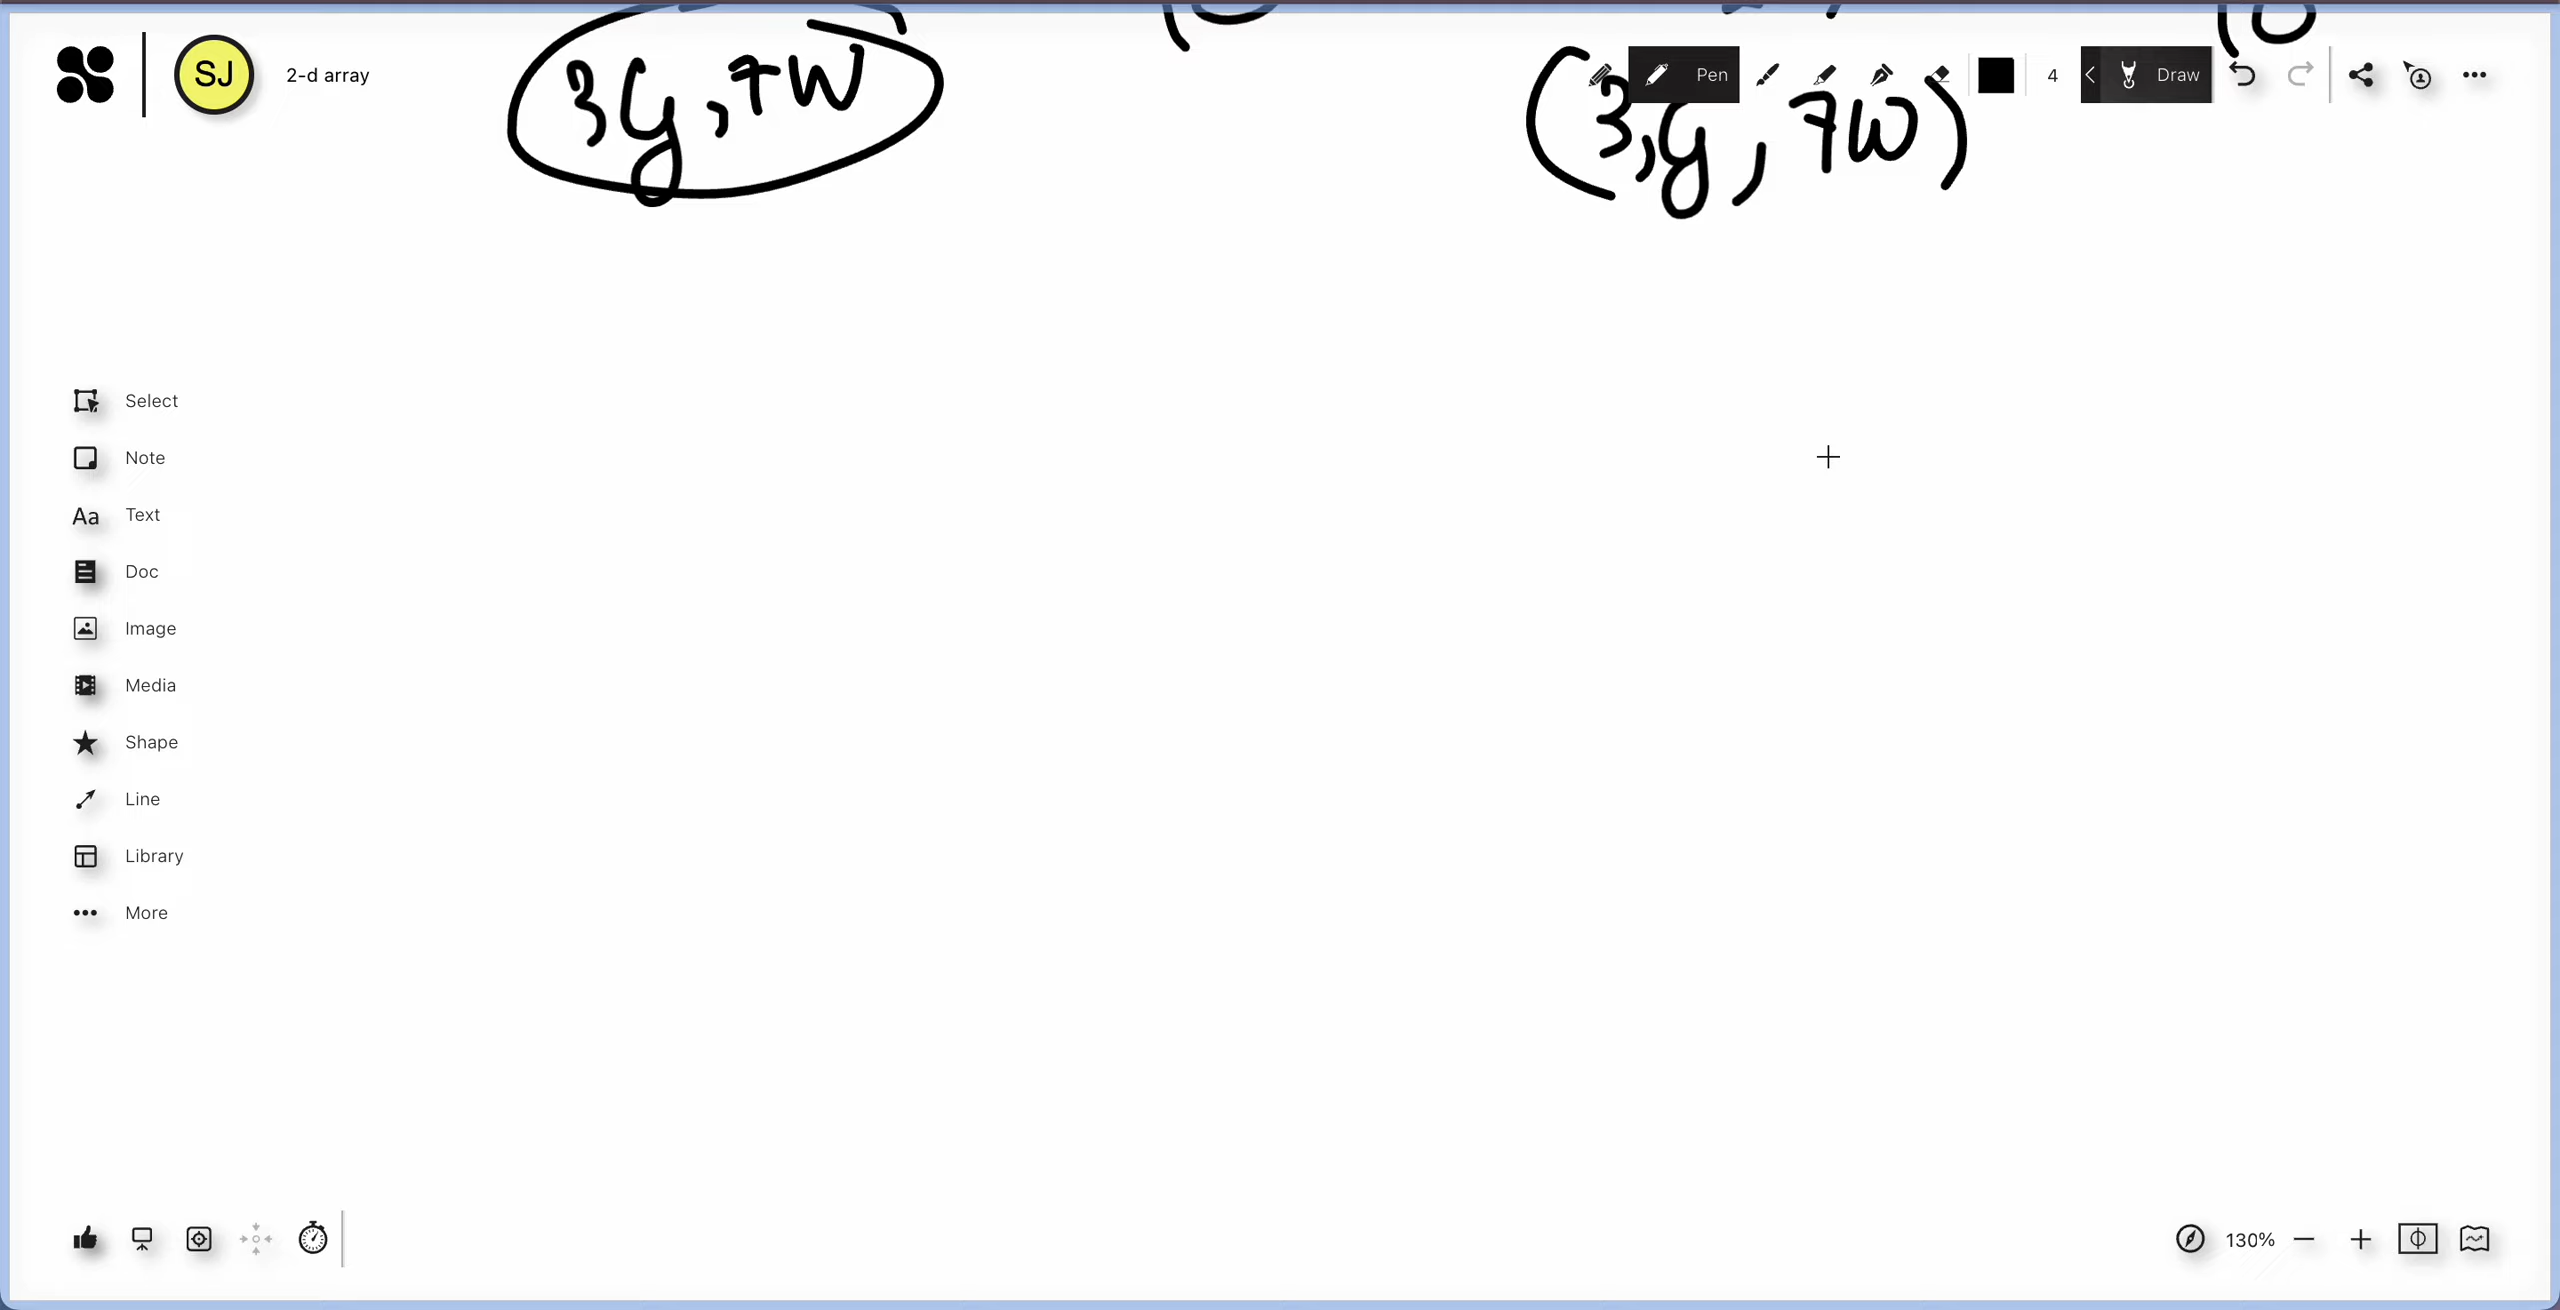 SJ 2-d array
3G, 7W
Pen
4
Draw
(3, G, 7W)
Select
Note
Aa Text
Doc
Image
Media
Shape
Line
Library
More
130%